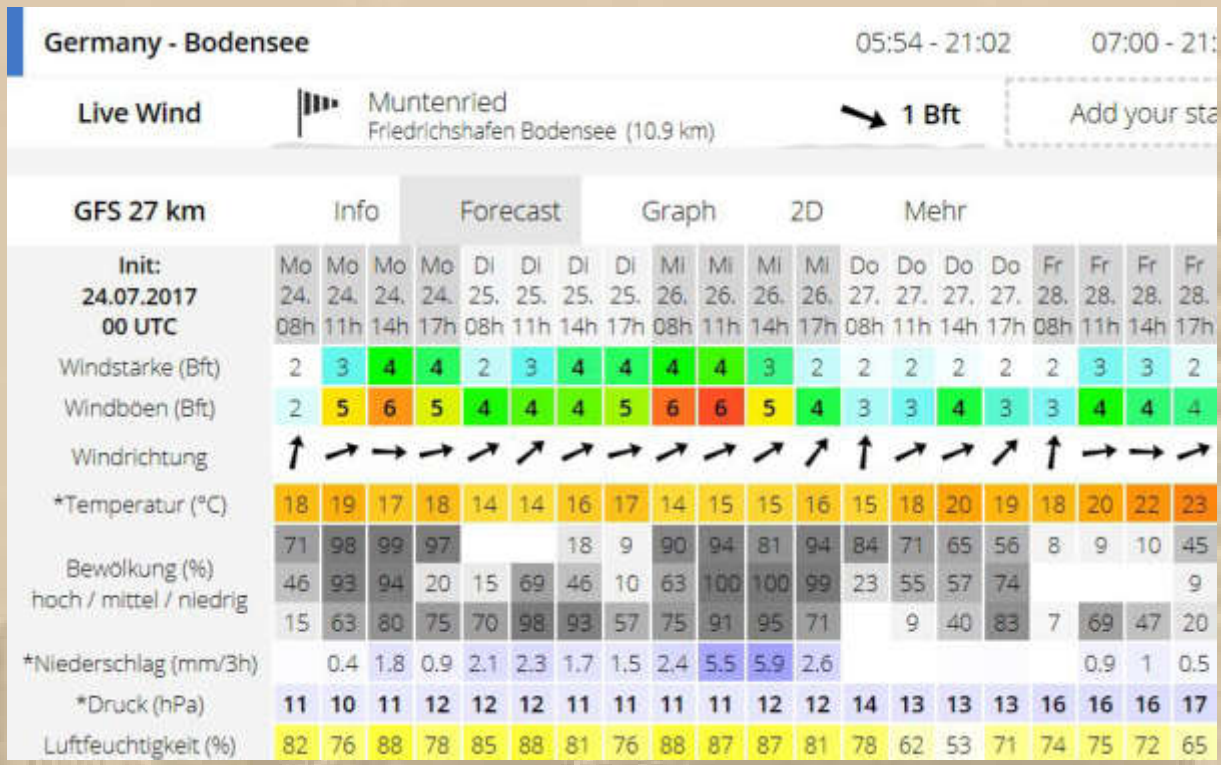 Germany - Bodensee 05:54 - 21:02 07:00 - 21:
Live Wind Muntenried 1 Bft Add your sta
Friedrichshafen Bodensee (10.9 km)
GFS 27 km Info Forecast Graph 2D Mehr
Init: Mo Mo Mo Mo Di Di Di Di Mi Mi Mi Mi Do Do Do Do Fr Fr Fr Fr
24.07.2017 24. 24. 24. 24. 25. 25. 25. 25. 26. 26. 26. 26. 27. 27. 27. 27. 28. 28. 28. 28.
00 UTC 08h 11h 14h 17h 08h 11h 14h 17h 08h 11h 14h 17h 08h 11h 14h 17h 08h 11h 14h 17h
Windstärke (Bft) 2 3 4 4 2 3 4 4 4 4 3 2 2 2 2 2 2 3 3 2
Windböen (Bft) 2 5 6 5 4 4 4 5 6 6 5 4 3 3 4 3 3 4 4 4
Windrichtung
*Temperatur (°C) 18 19 17 18 14 14 16 17 14 15 15 16 15 18 20 19 18 20 22 23
71 98 99 97 18 9 90 94 81 94 84 71 65 56 8 9 10 45
Bewölkung (%)
hoch / mittel / niedrig 46 93 94 20 15 69 46 10 63 100 100 99 23 55 57 74 9
15 63 80 75 70 98 93 57 75 91 95 71 9 40 83 7 69 47 20
*Niederschlag (mm/3h) 0.4 1.8 0.9 2.1 2.3 1.7 1.5 2.4 5.5 5.9 2.6 0.9 1 0.5
*Druck (hPa) 11 10 11 12 12 12 11 11 11 11 12 12 14 13 13 13 16 16 16 17
Luftfeuchtigkeit (%) 82 76 88 78 85 88 81 76 88 87 87 81 78 62 53 71 74 75 72 65